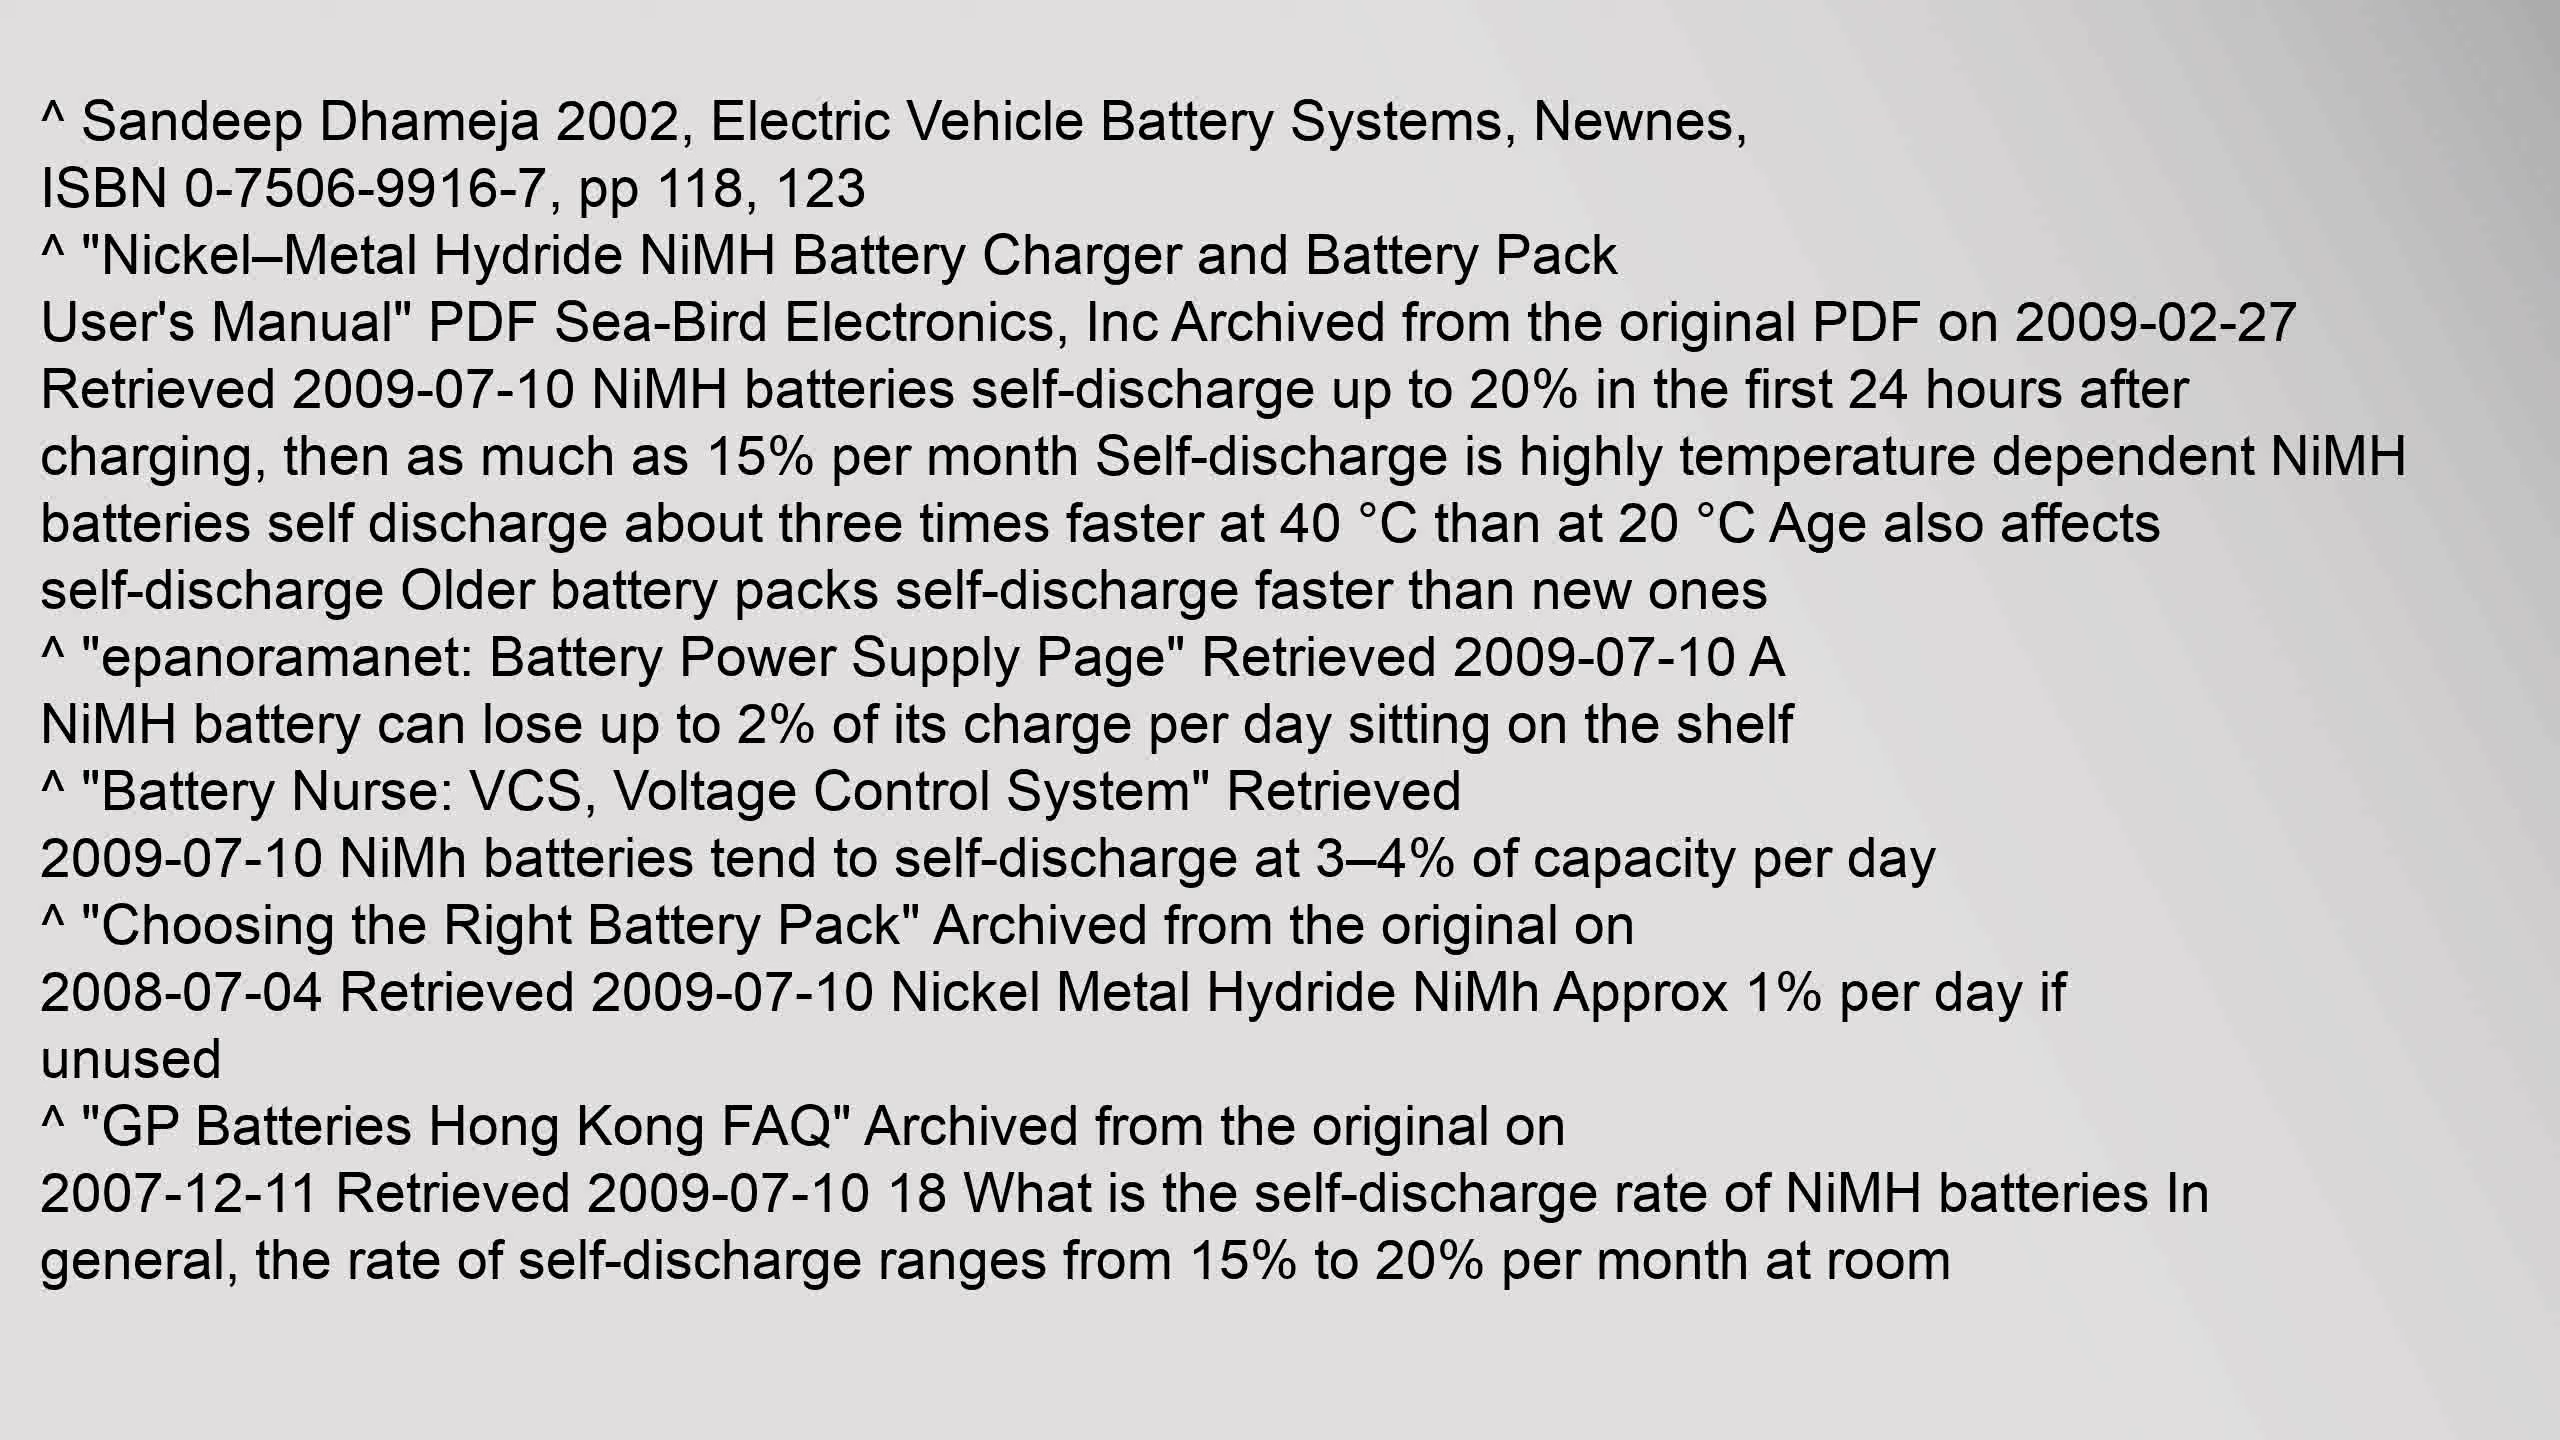 ^ Sandeep Dhameja 2002, Electric Vehicle Battery Systems, Newnes,
ISBN 0-7506-9916-7, pp 118, 123
^ "Nickel–Metal Hydride NiMH Battery Charger and Battery Pack
User's Manual" PDF Sea-Bird Electronics, Inc Archived from the original PDF on 2009-02-27
Retrieved 2009-07-10 NiMH batteries self-discharge up to 20% in the first 24 hours after
charging, then as much as 15% per month Self-discharge is highly temperature dependent NiMH
batteries self discharge about three times faster at 40 °C than at 20 °C Age also affects
self-discharge Older battery packs self-discharge faster than new ones
^ "epanoramanet: Battery Power Supply Page" Retrieved 2009-07-10 A
NiMH battery can lose up to 2% of its charge per day sitting on the shelf
^ "Battery Nurse: VCS, Voltage Control System" Retrieved
2009-07-10 NiMh batteries tend to self-discharge at 3–4% of capacity per day
^ "Choosing the Right Battery Pack" Archived from the original on
2008-07-04 Retrieved 2009-07-10 Nickel Metal Hydride NiMh Approx 1% per day if
unused
^ "GP Batteries Hong Kong FAQ" Archived from the original on
2007-12-11 Retrieved 2009-07-10 18 What is the self-discharge rate of NiMH batteries In
general, the rate of self-discharge ranges from 15% to 20% per month at room